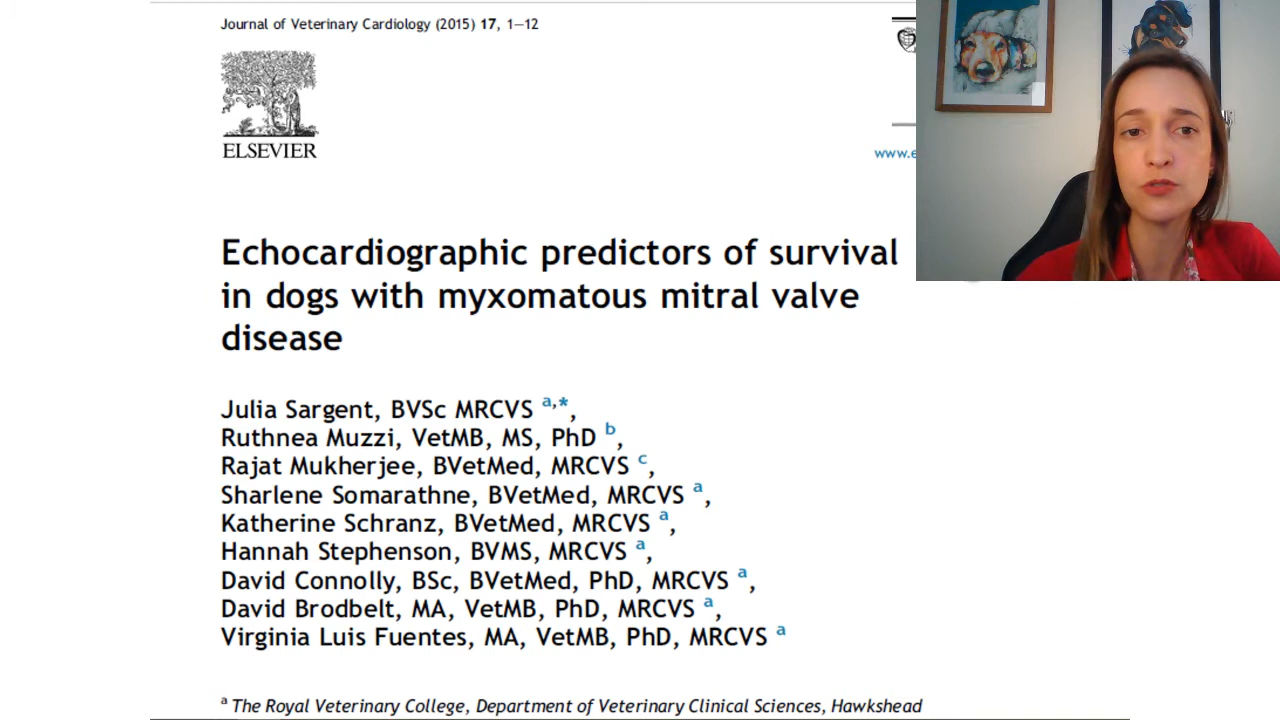 Journal of Veterinary Cardiology (2015) 17, 1–12
ELSEVIER
www.e
Echocardiographic predictors of survival
in dogs with myxomatous mitral valve
disease
Julia Sargent, BVSc MRCVS a,*,
Ruthnea Muzzi, VetMB, MS, PhD b,
Rajat Mukherjee, BVetMed, MRCVS c,
Sharlene Somarathne, BVetMed, MRCVS a,
Katherine Schranz, BVetMed, MRCVS a,
Hannah Stephenson, BVMS, MRCVS a,
David Connolly, BSc, BVetMed, PhD, MRCVS a,
David Brodbelt, MA, VetMB, PhD, MRCVS a,
Virginia Luis Fuentes, MA, VetMB, PhD, MRCVS a
a The Royal Veterinary College, Department of Veterinary Clinical Sciences, Hawkshead